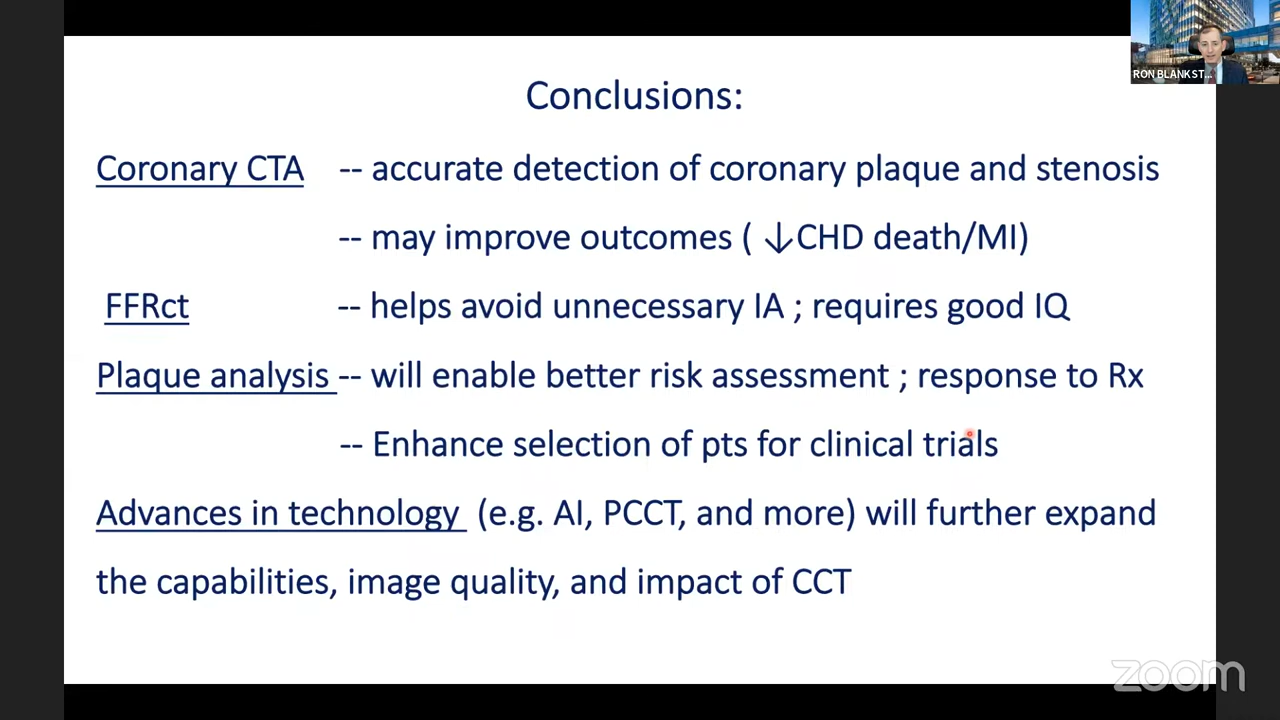 RON BLANKST...
Conclusions:
Coronary CTA -- accurate detection of coronary plaque and stenosis
-- may improve outcomes ( ↓CHD death/MI)
FFRct -- helps avoid unnecessary IA ; requires good IQ
Plaque analysis -- will enable better risk assessment ; response to Rx
-- Enhance selection of pts for clinical trials
Advances in technology (e.g. AI, PCCT, and more) will further expand
the capabilities, image quality, and impact of CCT
zoom